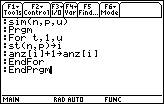 F1▾ F2▾ F3▾ F4▾ F5 F6▾
Tools Control I/O Var Find… Mode
:sim(n,p,u)
:Prgm
:For t,1,u
:st(n,p)→i
:anz[i]+1→anz[i]
:EndFor
:EndPrgm
MAIN RAD AUTO FUNC